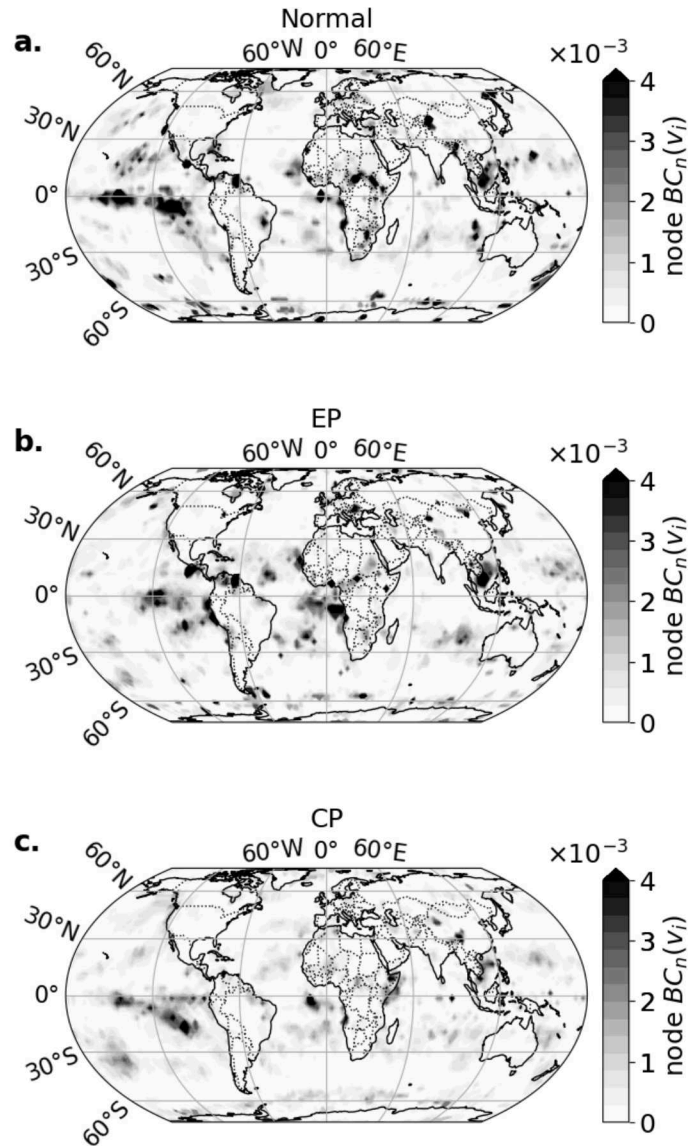 Normal
a.
60°W 0° 60°E
×10⁻³
60°N
30°N
0°
30°S
60°S
4
3
2
1
0
node BCₙ(vᵢ)
EP
b.
60°W 0° 60°E
×10⁻³
60°N
30°N
0°
30°S
60°S
4
3
2
1
0
node BCₙ(vᵢ)
CP
c.
60°W 0° 60°E
×10⁻³
60°N
30°N
0°
30°S
60°S
4
3
2
1
0
node BCₙ(vᵢ)